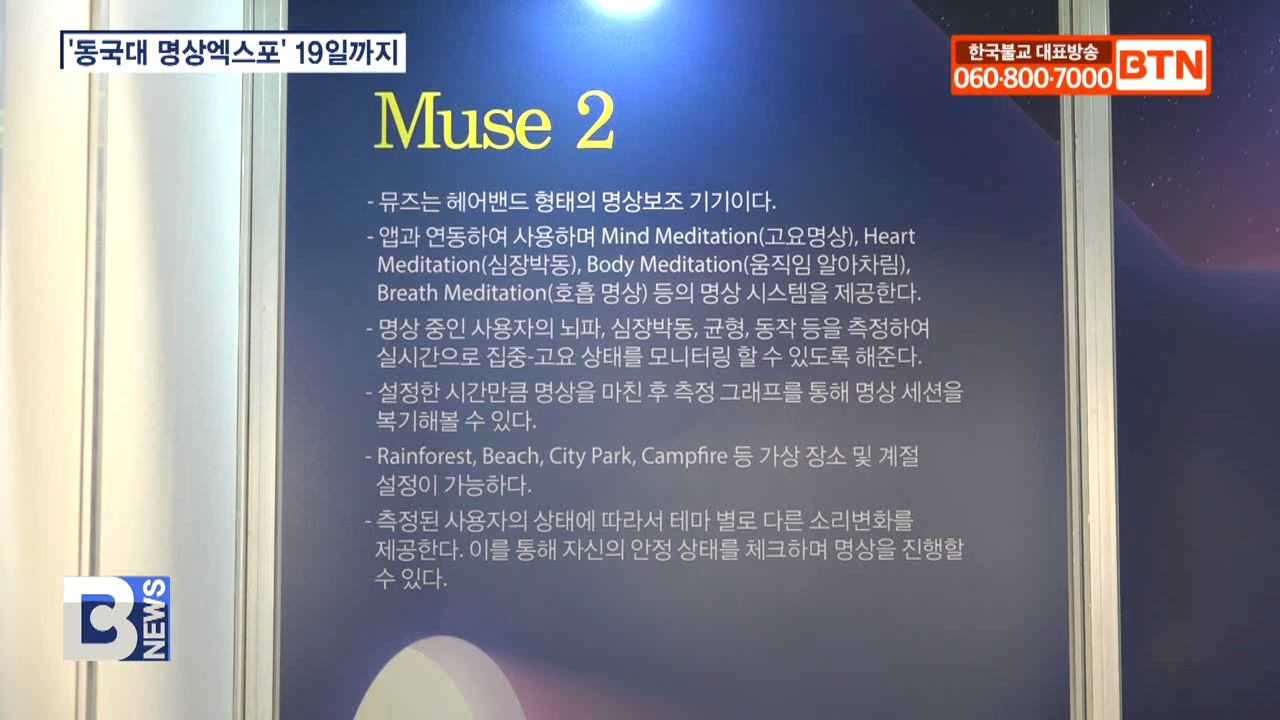 '동국대 명상엑스포' 19일까지
한국불교 대표방송
060·800·7000
BTN
Muse 2
- 뮤즈는 헤어밴드 형태의 명상보조 기기이다.
- 앱과 연동하여 사용하며 Mind Meditation(고요명상), Heart
Meditation(심장박동), Body Meditation(움직임 알아차림),
Breath Meditation(호흡 명상) 등의 명상 시스템을 제공한다.
- 명상 중인 사용자의 뇌파, 심장박동, 균형, 동작 등을 측정하여
실시간으로 집중-고요 상태를 모니터링 할 수 있도록 해준다.
- 설정한 시간만큼 명상을 마친 후 측정 그래프를 통해 명상 세션을
복기해볼 수 있다.
- Rainforest, Beach, City Park, Campfire 등 가상 장소 및 계절
설정이 가능하다.
- 측정된 사용자의 상태에 따라서 테마 별로 다른 소리변화를
제공한다. 이를 통해 자신의 안정 상태를 체크하며 명상을 진행할
수 있다.
B NEWS